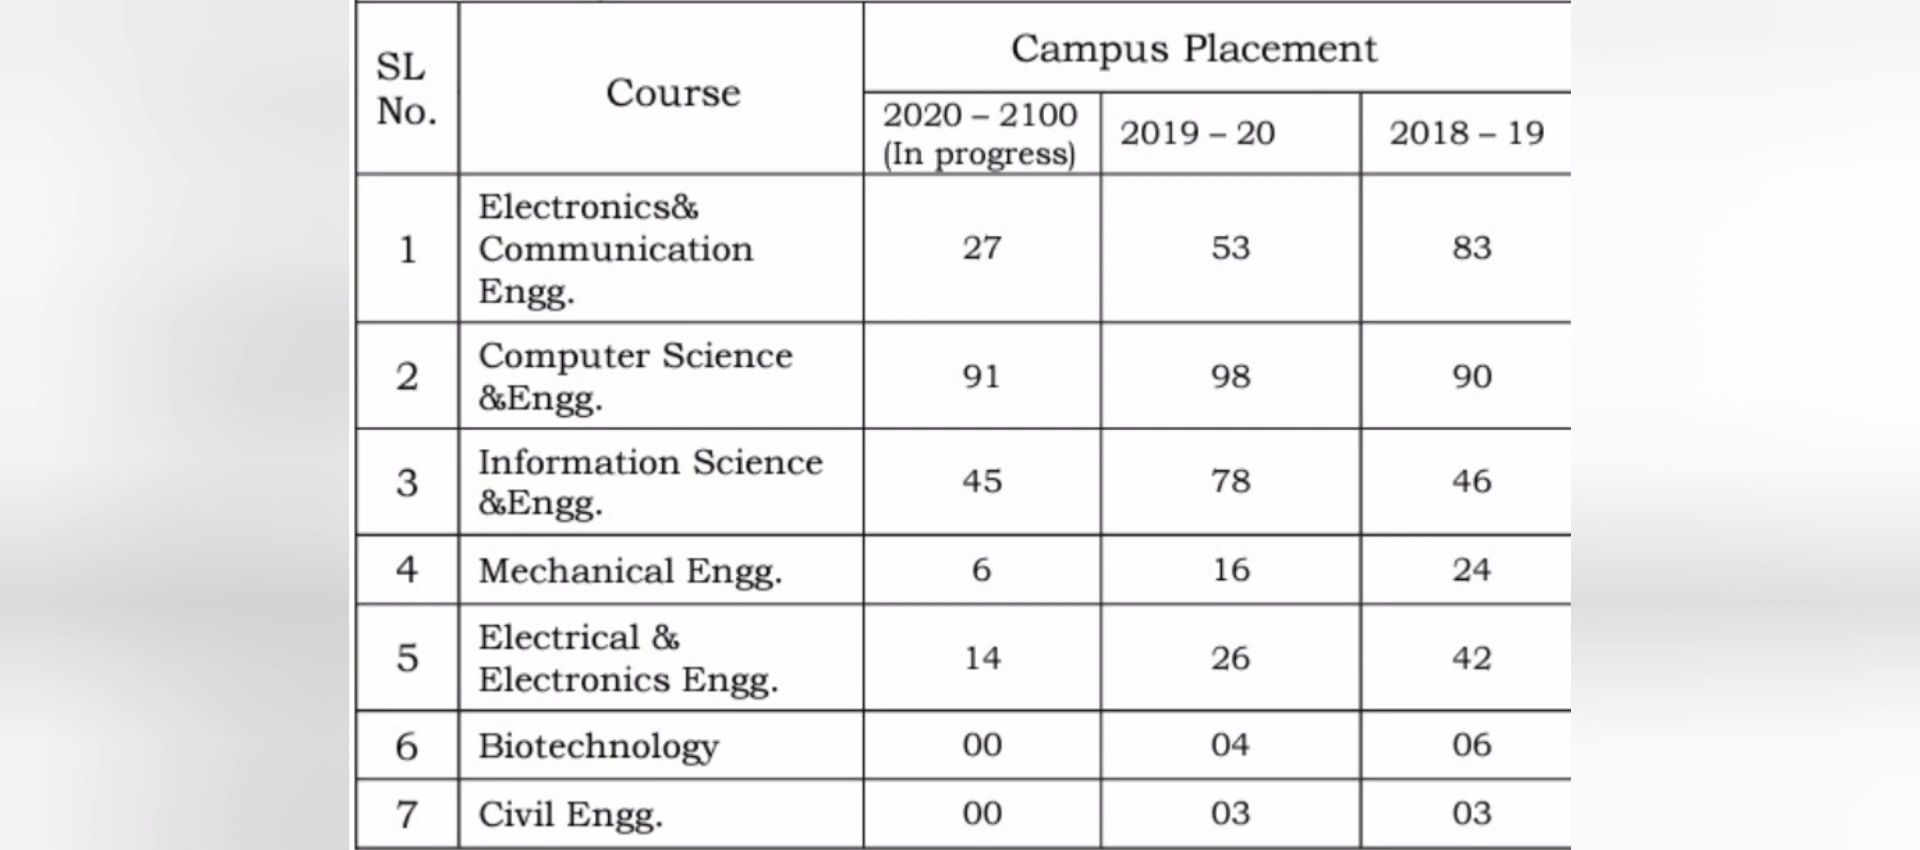 SL No. Course Campus Placement
2020 – 2100 (In progress) 2019 – 20 2018 – 19
1 Electronics& Communication Engg. 27 53 83
2 Computer Science &Engg. 91 98 90
3 Information Science &Engg. 45 78 46
4 Mechanical Engg. 6 16 24
5 Electrical & Electronics Engg. 14 26 42
6 Biotechnology 00 04 06
7 Civil Engg. 00 03 03